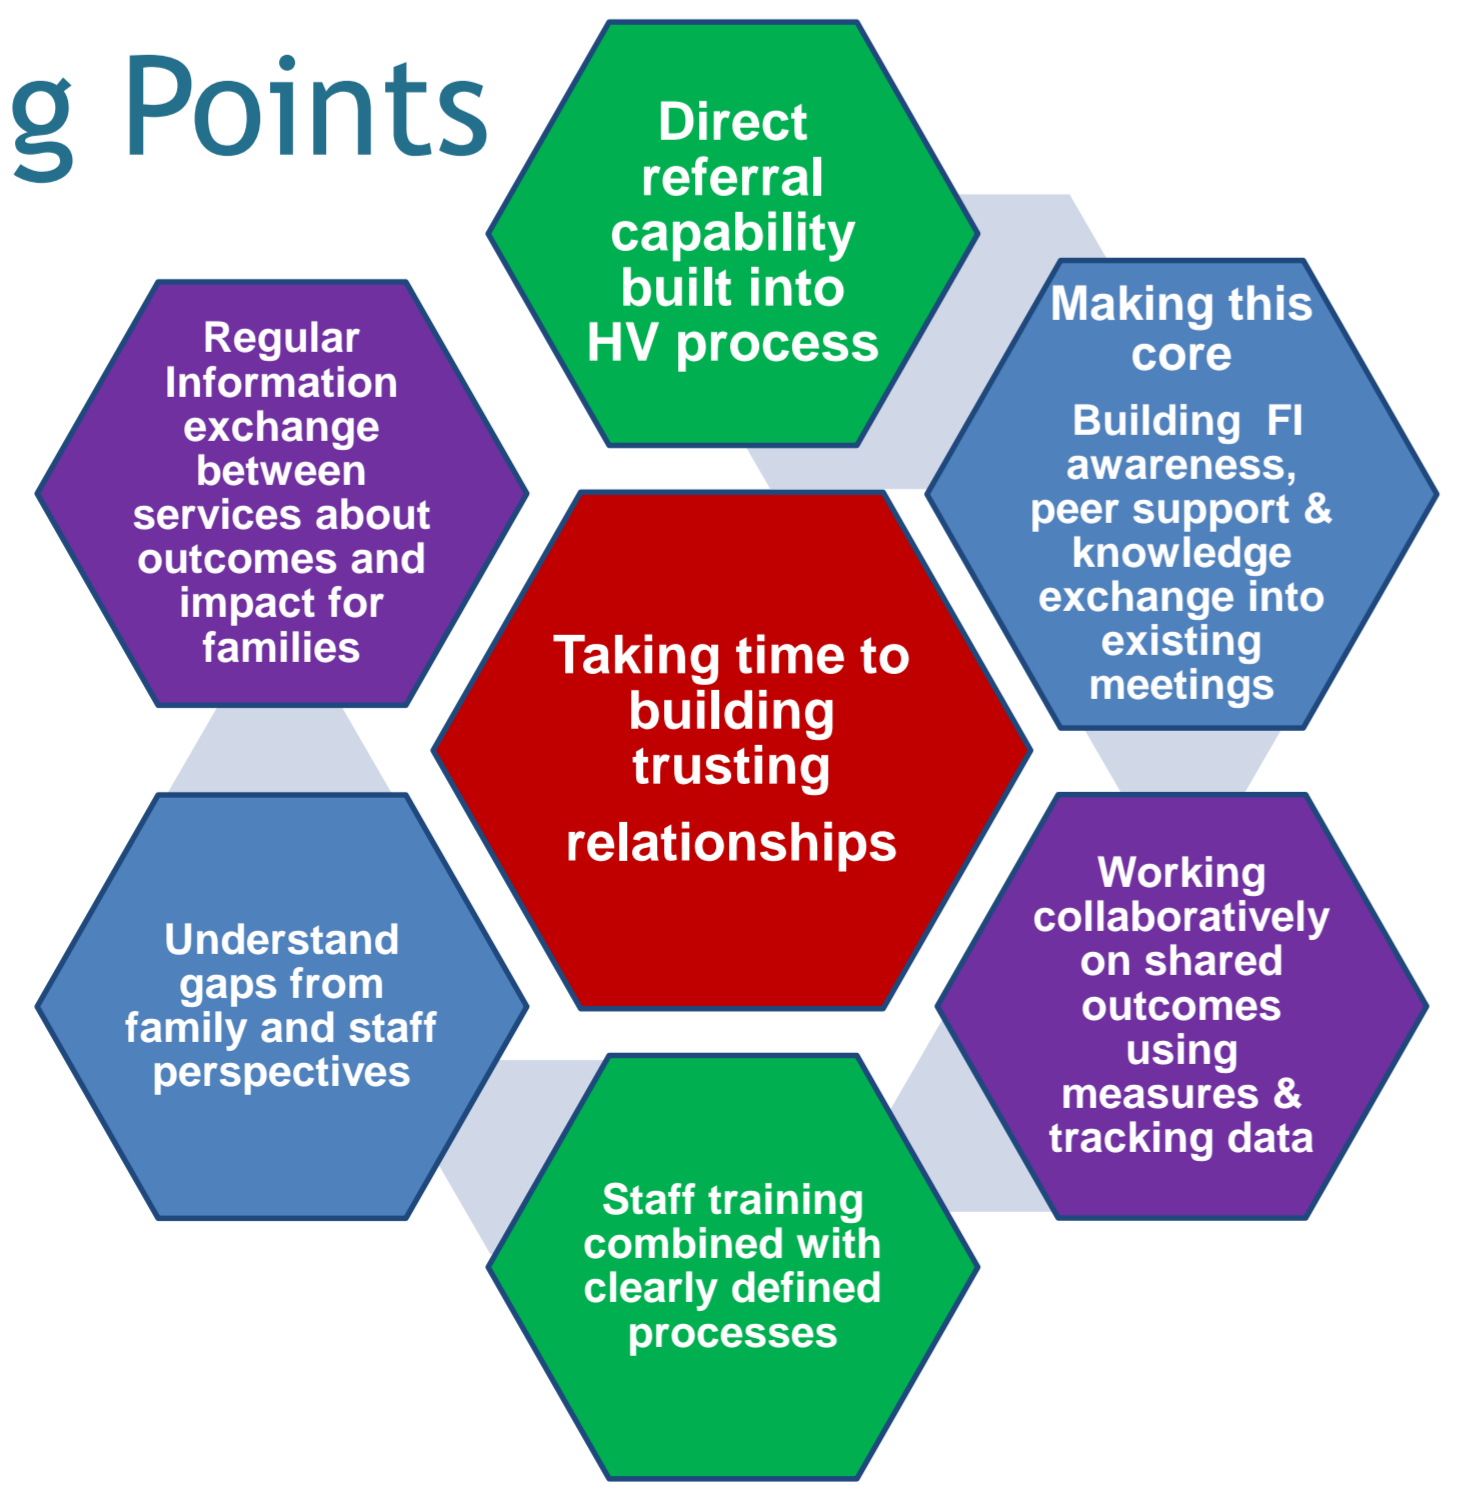 g Points
Direct
referral
capability
built into
HV process
Making this
core
Building  FI
awareness,
peer support &
knowledge
exchange into
existing
meetings
Working
collaboratively
on shared
outcomes
using
measures &
tracking data
Staff training
combined with
clearly defined
processes
Understand
gaps from
family and staff
perspectives
Regular
Information
exchange
between
services about
outcomes and
impact for
families
Taking time to
building
trusting
relationships